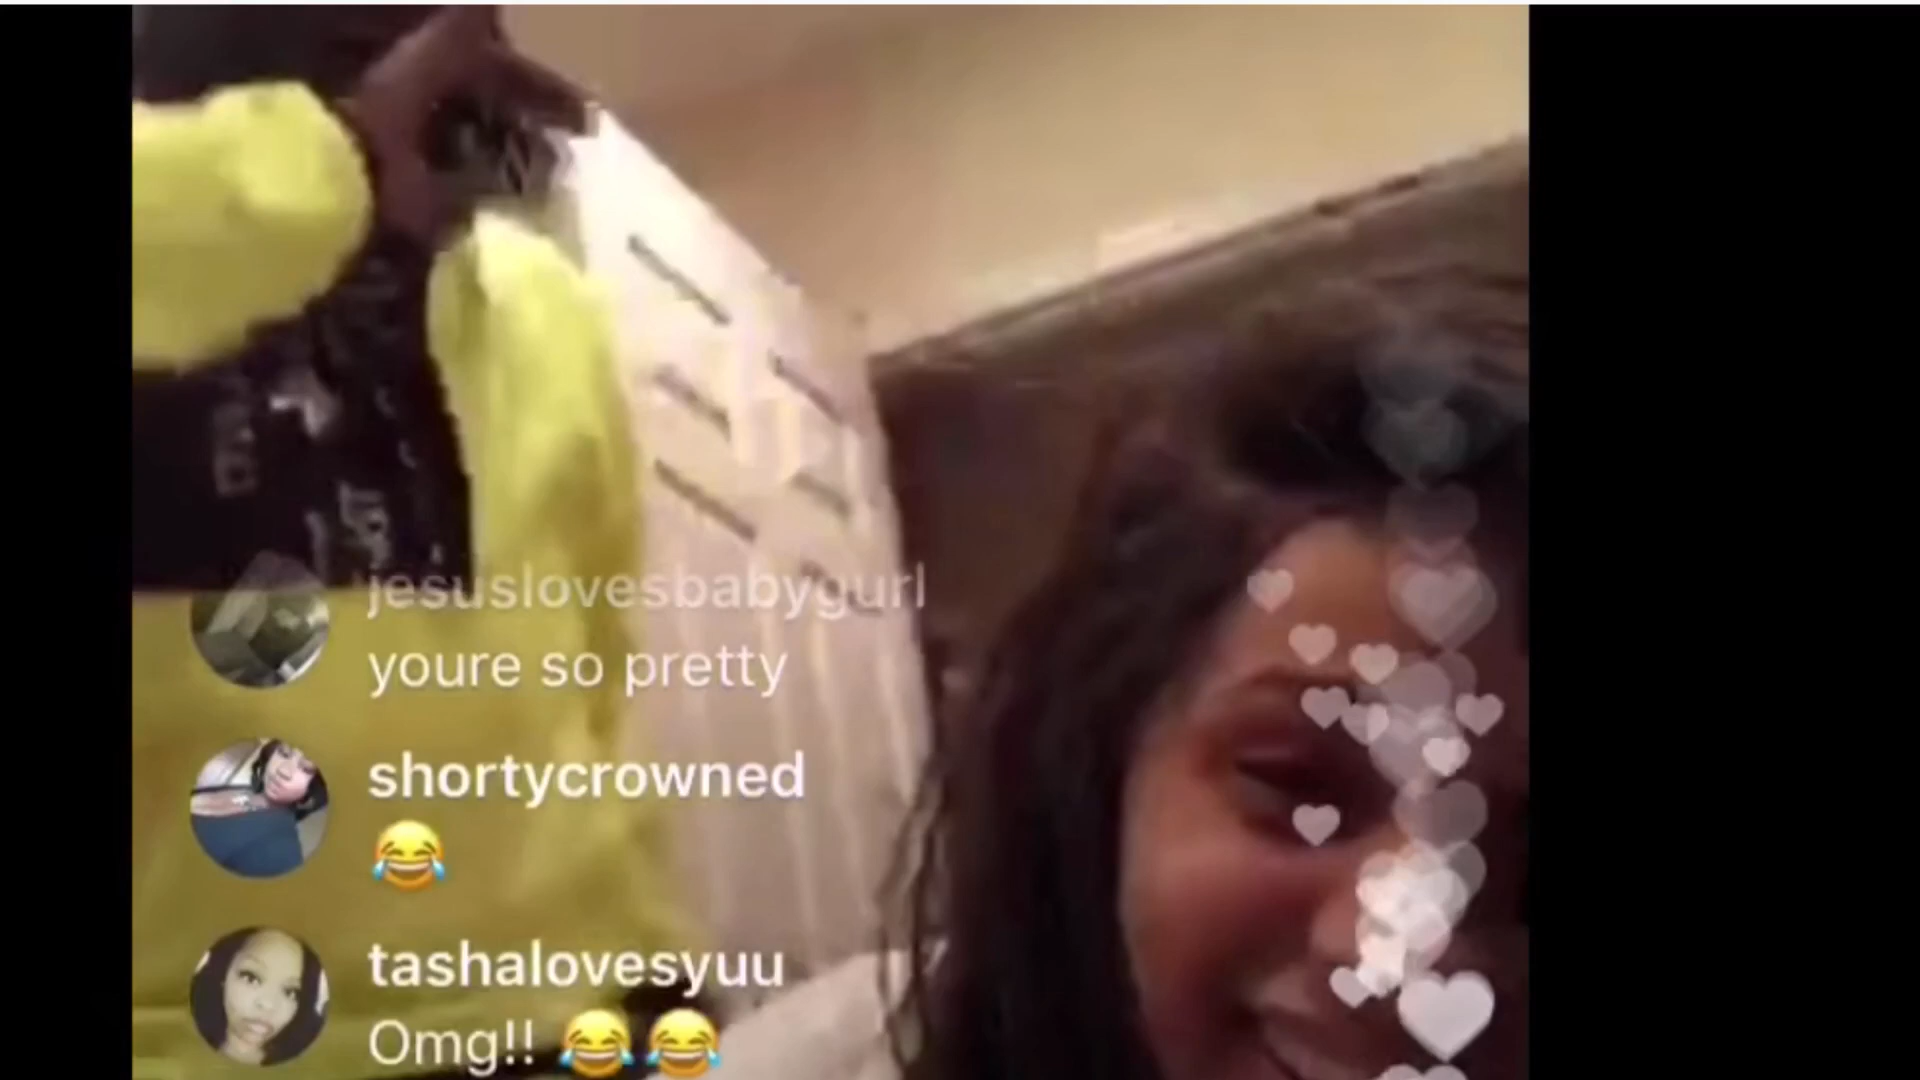 jesuslovesbabygurl
youre so pretty
shortycrowned
😂
tashalovesyuu
Omg!! 😂😂